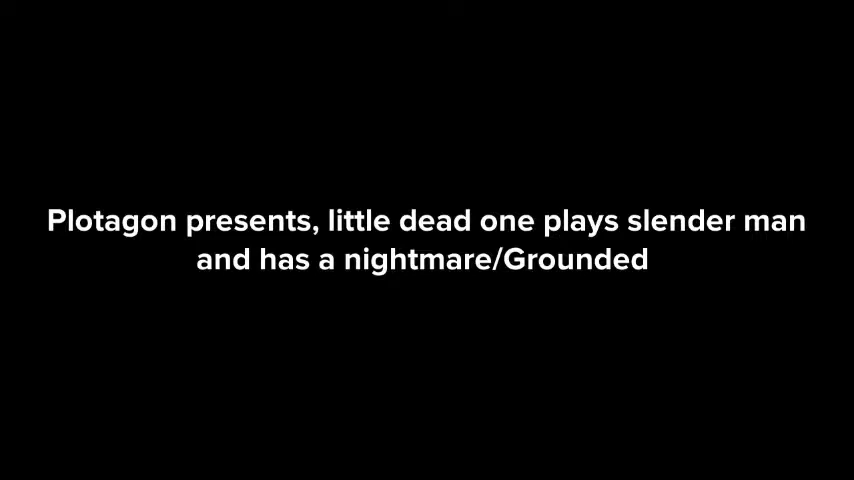 Plotagon presents, little dead one plays slender man
and has a nightmare/Grounded